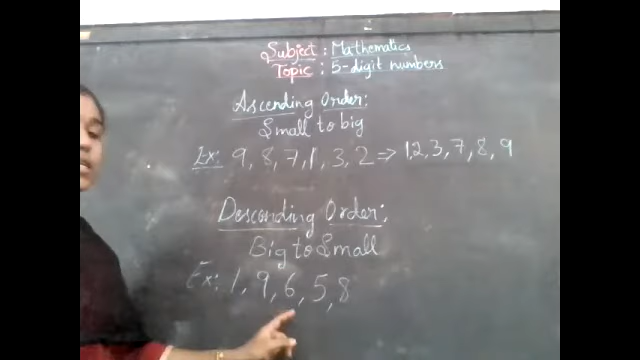 Subject : Mathematics
Topic : 5-digit numbers
Ascending Order:
Small to big
Ex: 9, 8, 7, 1, 3, 2 ⇒ 1, 2, 3, 7, 8, 9
Descending Order:
Big to Small
Ex: 1, 9, 6, 5, 8